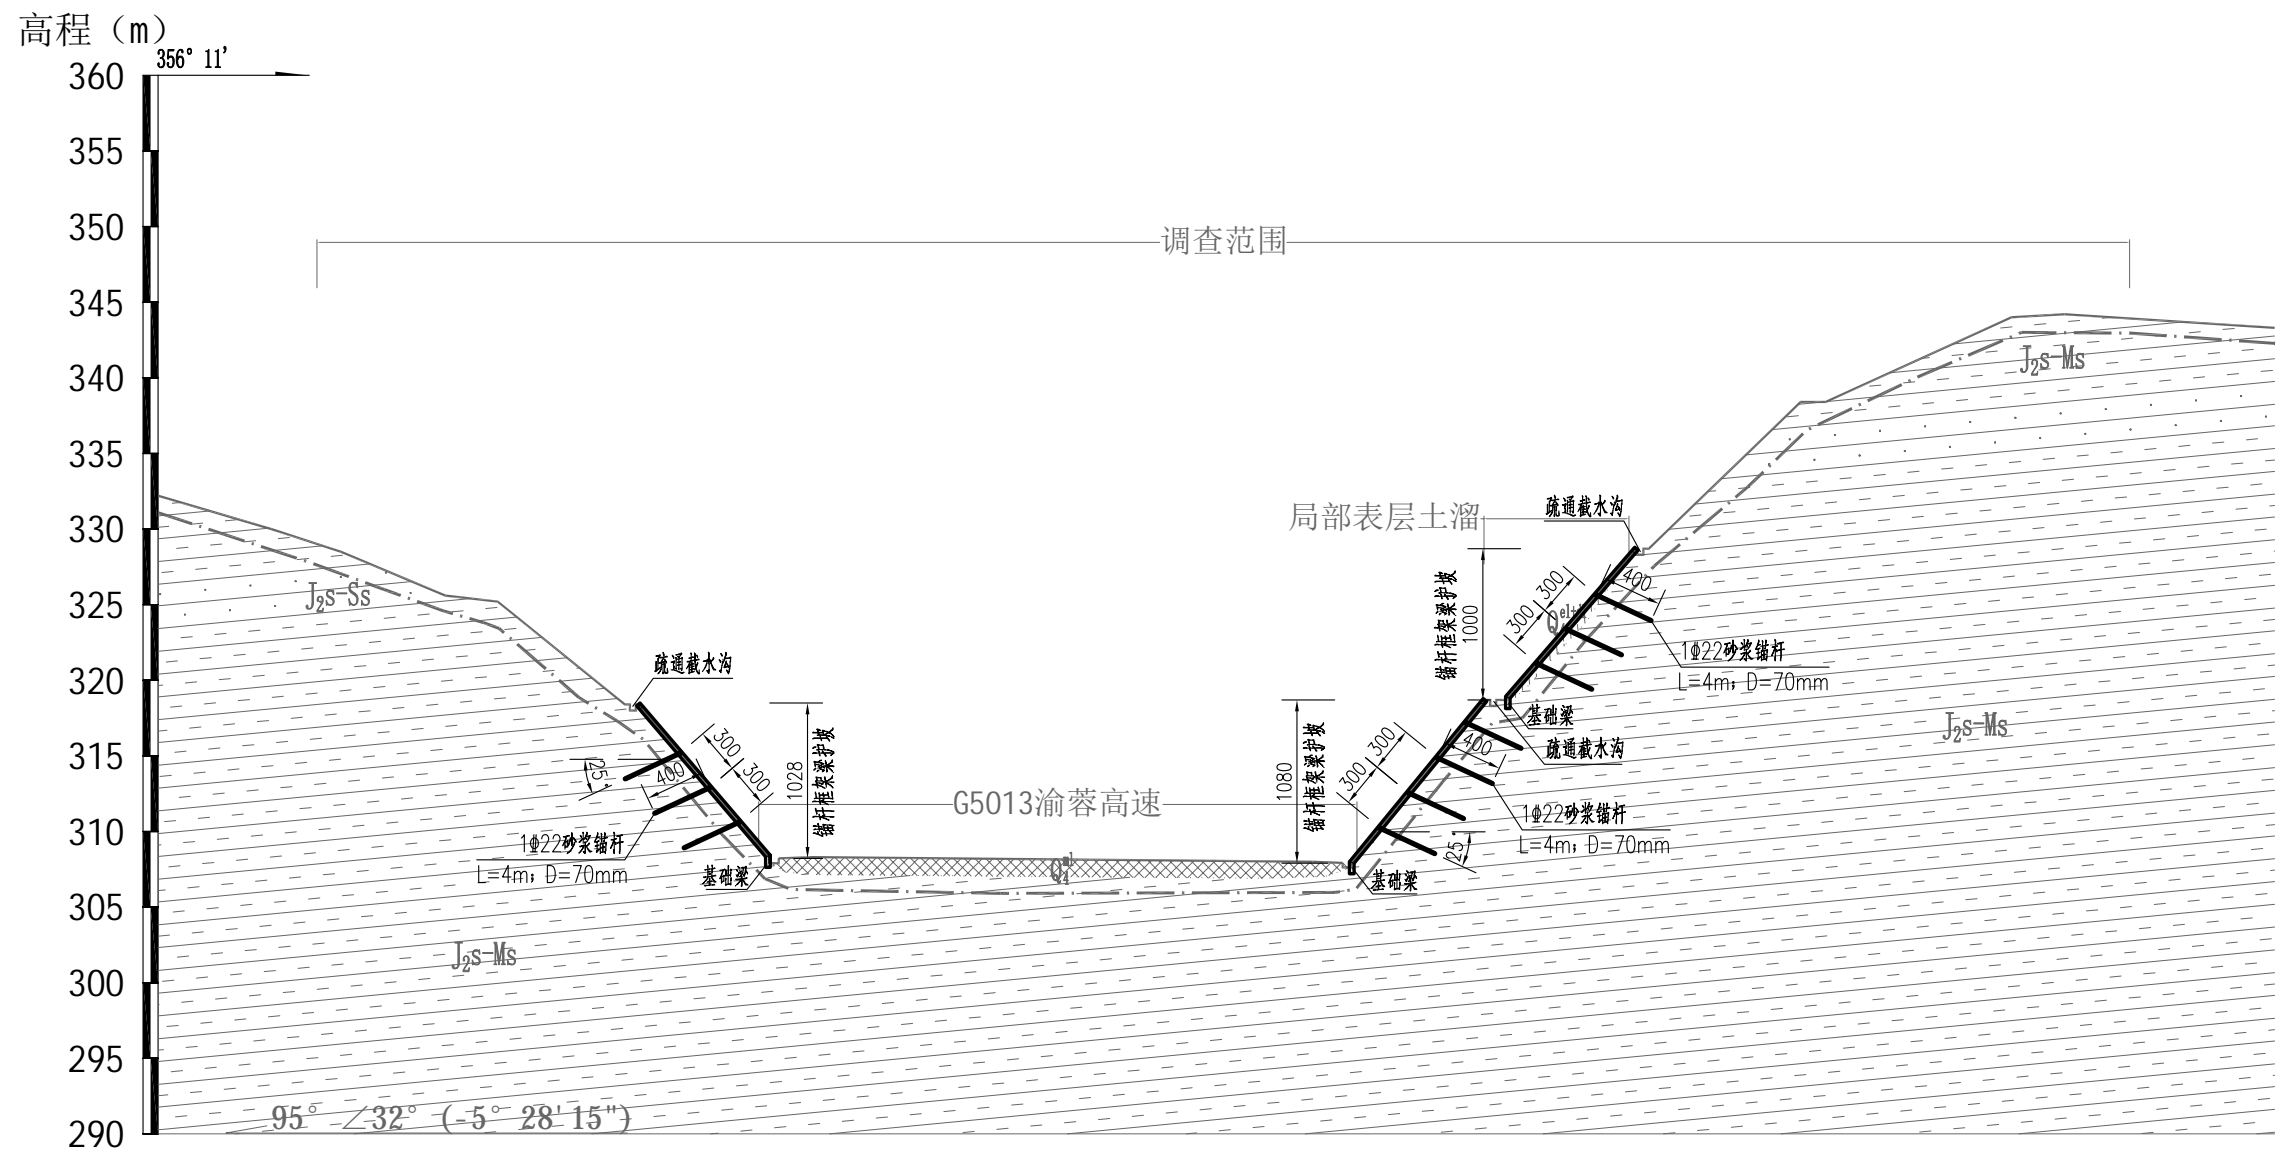 高程（m）
356° 11'
360
355
350
调查范围
345
340
J₂s-Ms
335
330
疏通截水沟
局部表层土溜
325
J₂s-Ss
锚杆框架梁护坡
1000
300
300
400
1ϕ22砂浆锚杆
L=4m; D=70mm
320
疏通截水沟
基础梁
疏通截水沟
J₂s-Ms
315
25°
400
300
300
1028
锚杆框架梁护坡
G5013渝蓉高速
1080
锚杆框架梁护坡
300
300
400
310
1ϕ22砂浆锚杆
L=4m; D=70mm
基础梁
1ϕ22砂浆锚杆
L=4m; D=70mm
25°
基础梁
305
J₂s-Ms
300
295
95° ∠32° (-5° 28'15")
290